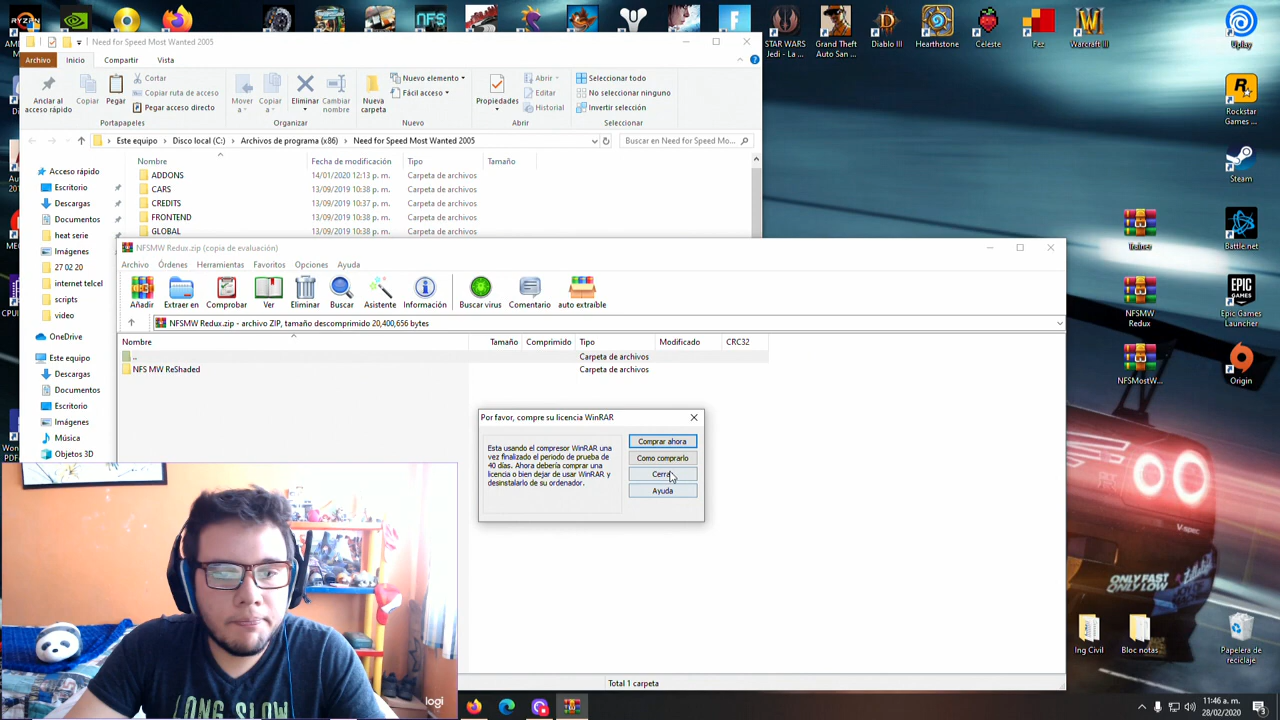 RYZEN
NFS
STAR WARS
Jedi - La ...
Grand Theft
Auto San ...
Diablo III
Hearthstone
Celeste
Fez
Warcraft III
Uplay
Need for Speed Most Wanted 2005
Archivo
Inicio
Compartir
Vista
Anclar al
acceso rápido
Copiar
Pegar
Cortar
Copiar ruta de acceso
Pegar acceso directo
Portapapeles
Mover
a
Copiar
a
Eliminar
Cambiar
nombre
Organizar
Nueva
carpeta
Nuevo elemento
Fácil acceso
Nuevo
Propiedades
Abrir
Editar
Historial
Abrir
Seleccionar todo
No seleccionar ninguno
Invertir selección
Seleccionar
Este equipo
Disco local (C:)
Archivos de programa (x86)
Need for Speed Most Wanted 2005
Buscar en Need for Speed Mo...
Nombre
Fecha de modificación
Tipo
Tamaño
ADDONS 14/01/2020 12:13 p. m. Carpeta de archivos
CARS 13/09/2019 10:38 p. m. Carpeta de archivos
CREDITS 13/09/2019 10:37 p. m. Carpeta de archivos
FRONTEND 13/09/2019 10:38 p. m. Carpeta de archivos
GLOBAL 13/09/2019 10:38 p. m. Carpeta de archivos
Acceso rápido
Escritorio
Descargas
Documentos
heat serie
Imágenes
27 02 20
internet telcel
scripts
video
OneDrive
Este equipo
Descargas
Documentos
Escritorio
Imágenes
Música
Objetos 3D
NFSMW Redux.zip (copia de evaluación)
Archivo
Órdenes
Herramientas
Favoritos
Opciones
Ayuda
Añadir
Extraer en
Comprobar
Ver
Eliminar
Buscar
Asistente
Información
Buscar virus
Comentario
auto extraíble
NFSMW Redux.zip - archivo ZIP, tamaño descomprimido 20,400,656 bytes
Nombre
Tamaño
Comprimido
Tipo
Modificado
CRC32
.. Carpeta de archivos
NFS MW ReShaded Carpeta de archivos
Por favor, compre su licencia WinRAR
Esta usando el compresor WinRAR una
vez finalizado el periodo de prueba de
40 días. Ahora debería comprar una
licencia o bien dejar de usar WinRAR y
desinstalarlo de su ordenador.
Comprar ahora
Como comprarlo
Ayuda
Total 1 carpeta
Trainer
NFSMW
Redux
NFSMostW...
Rockstar
Games ...
Steam
Battle.net
EPIC
GAMES
Epic Games
Launcher
Origin
V-spec
ONLY FAST
ONLY LOW
Ing Civil
Bloc notas
Papelera de
reciclaje
LONG SLOW
logi
11:46 a. m.
28/02/2020
3